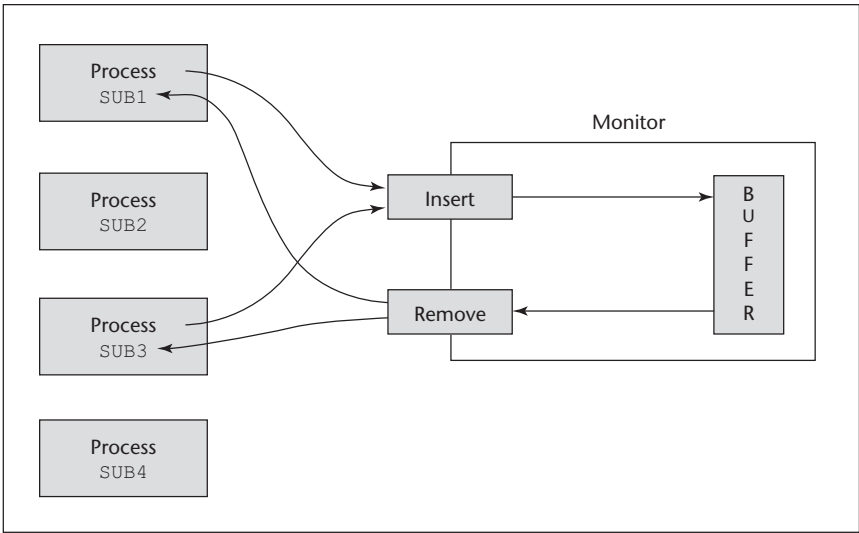 Process
SUB1
Process
SUB2
Process
SUB3
Process
SUB4
Monitor
Insert
Remove
B
U
F
F
E
R